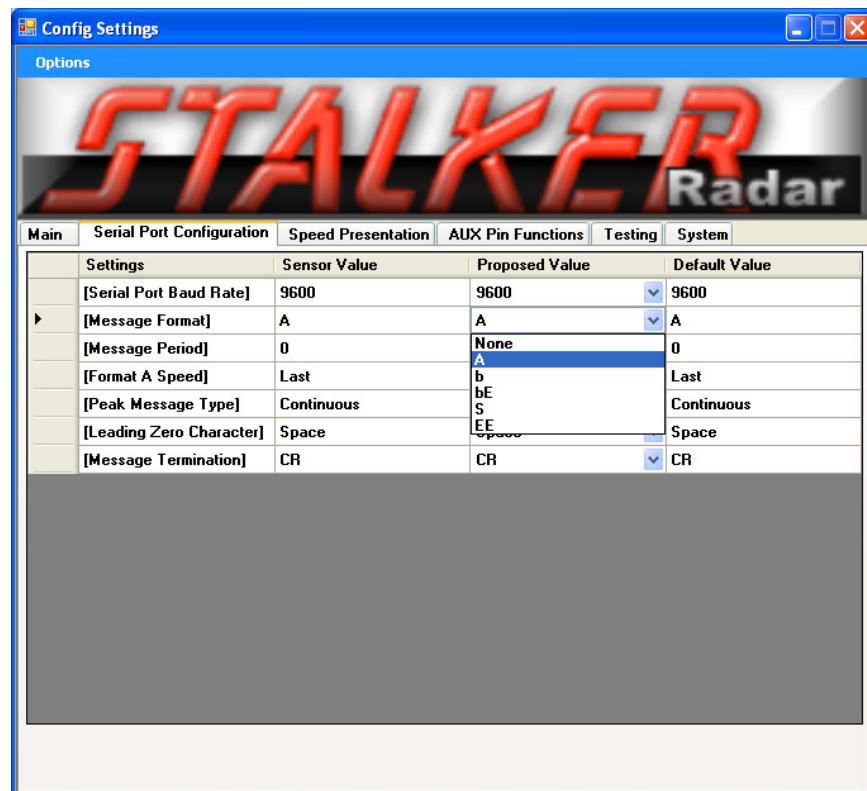 Config Settings
Options
STALKER
Radar
Main Serial Port Configuration Speed Presentation AUX Pin Functions Testing System
Settings Sensor Value Proposed Value Default Value
[Serial Port Baud Rate] 9600 9600 9600
[Message Format] A A A
[Message Period] 0 0
[Format A Speed] Last Last
[Peak Message Type] Continuous Continuous
[Leading Zero Character] Space Space
[Message Termination] CR CR CR
None
A
b
bE
S
EE